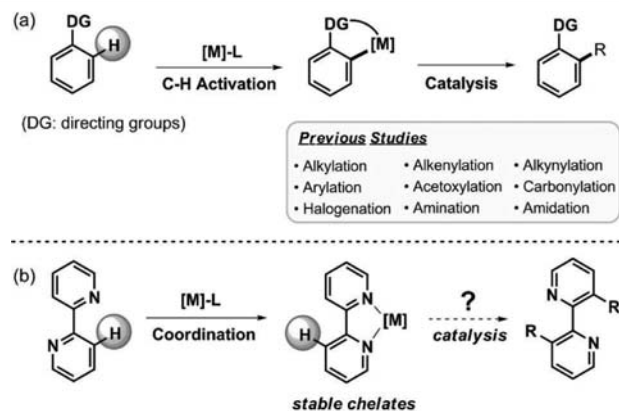 (a)
DG
H
[M]-L
C-H Activation
DG
[M]
Catalysis
DG
R
(DG: directing groups)
Previous Studies
• Alkylation • Alkenylation • Alkynylation
• Arylation • Acetoxylation • Carbonylation
• Halogenation • Amination • Amidation
(b)
N
N
H
[M]-L
Coordination
H
N
N
[M]
stable chelates
?
catalysis
N
R
R
N